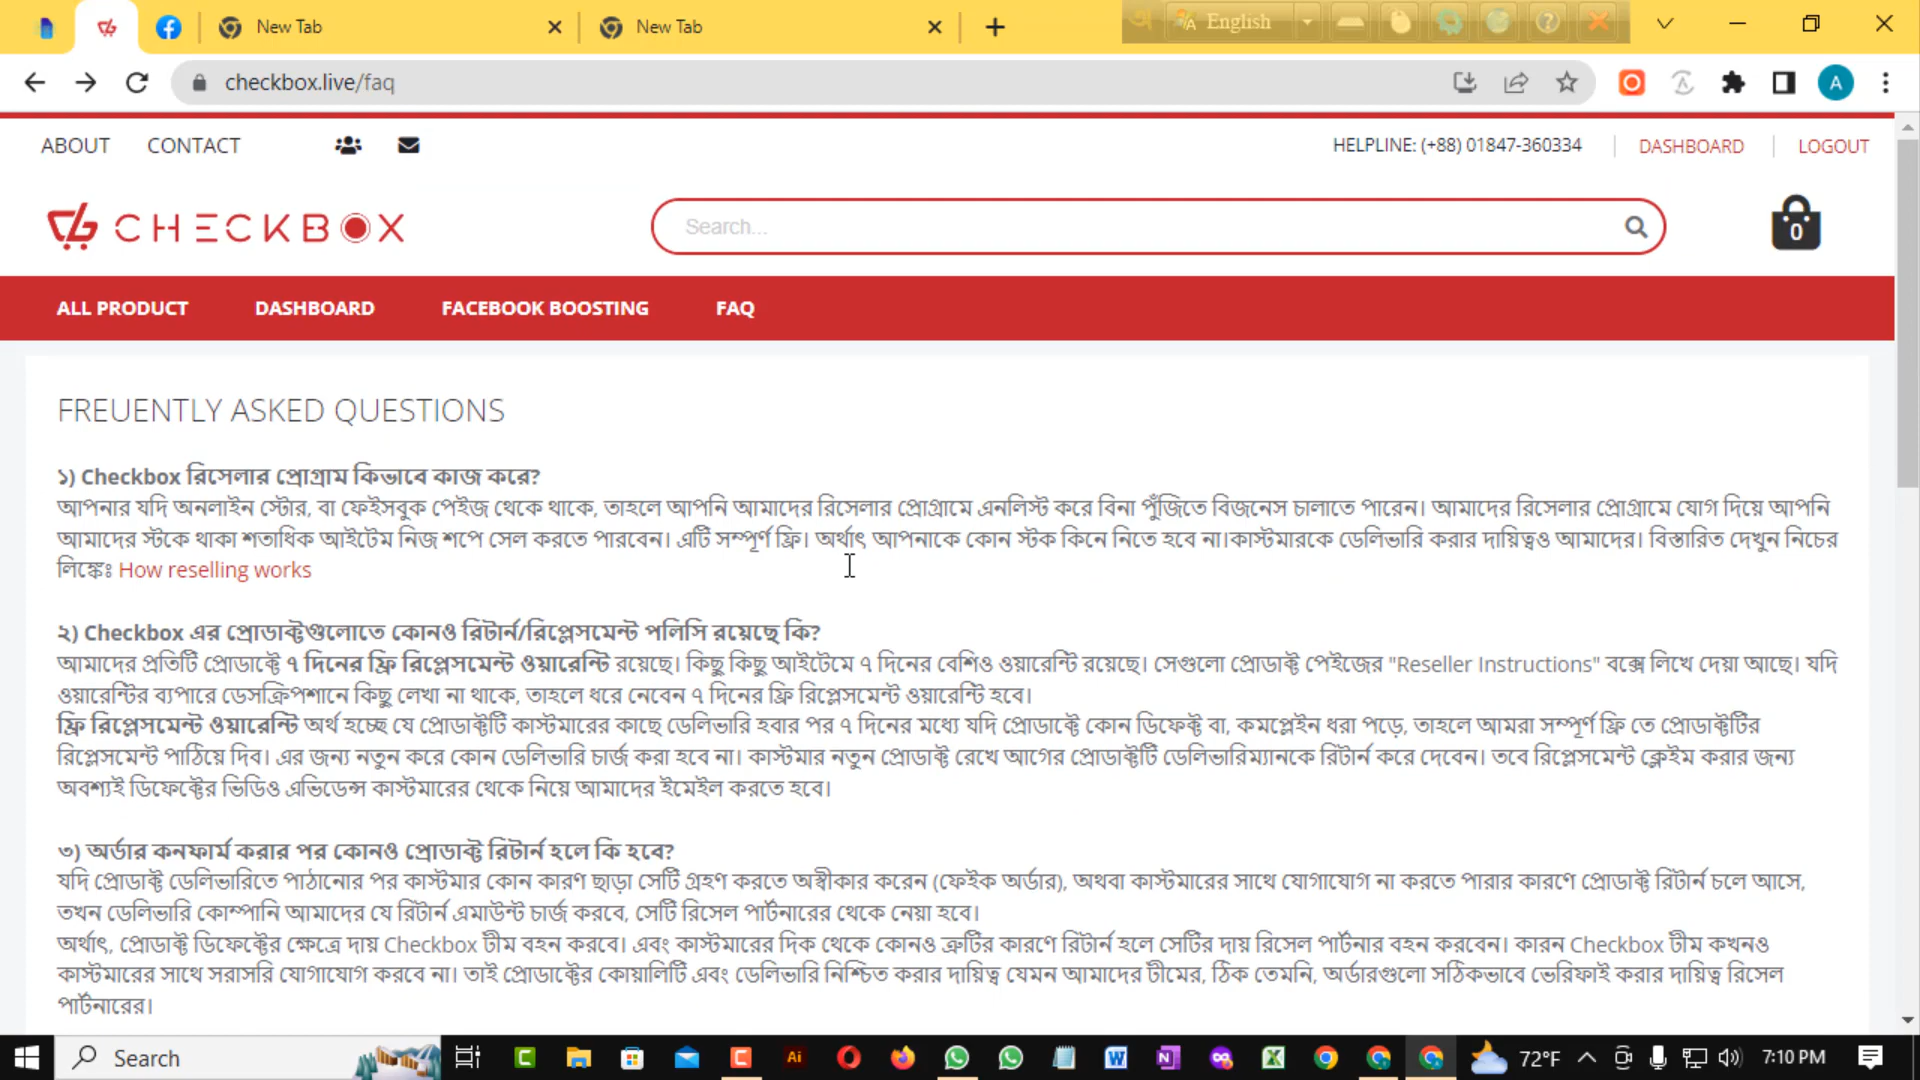 New Tab
New Tab
English
checkbox.live/faq
A
ABOUT CONTACT
HELPLINE: (+88) 01847-360334 DASHBOARD LOGOUT
CHECKBOX
Search...
0
ALL PRODUCT DASHBOARD FACEBOOK BOOSTING FAQ
FREUENTLY ASKED QUESTIONS
১) Checkbox রিসেলার প্রোগ্রাম কিভাবে কাজ করে?
আপনার যদি অনলাইন স্টোর, বা ফেইসবুক পেইজ থেকে থাকে, তাহলে আপনি আমাদের রিসেলার প্রোগ্রামে এনলিস্ট করে বিনা পুঁজিতে বিজনেস চালাতে পারেন। আমাদের রিসেলার প্রোগ্রামে যোগ দিয়ে আপনি
আমাদের স্টকে থাকা শতাধিক আইটেম নিজ শপে সেল করতে পারবেন। এটি সম্পূর্ণ ফ্রি। অর্থাৎ আপনাকে কোন স্টক কিনে নিতে হবে না।কাস্টমারকে ডেলিভারি করার দায়িত্বও আমাদের। বিস্তারিত দেখুন নিচের
লিঙ্কেঃ How reselling works
২) Checkbox এর প্রোডাক্টগুলোতে কোনও রিটার্ন/রিপ্লেসমেন্ট পলিসি রয়েছে কি?
আমাদের প্রতিটি প্রোডাক্টে ৭ দিনের ফ্রি রিপ্লেসমেন্ট ওয়ারেন্টি রয়েছে। কিছু কিছু আইটেমে ৭ দিনের বেশিও ওয়ারেন্টি রয়েছে। সেগুলো প্রোডাক্ট পেইজের "Reseller Instructions" বক্সে লিখে দেয়া আছে। যদি
ওয়ারেন্টির ব্যপারে ডেসক্রিপশানে কিছু লেখা না থাকে, তাহলে ধরে নেবেন ৭ দিনের ফ্রি রিপ্লেসমেন্ট ওয়ারেন্টি হবে।
ফ্রি রিপ্লেসমেন্ট ওয়ারেন্টি অর্থ হচ্ছে যে প্রোডাক্টটি কাস্টমারের কাছে ডেলিভারি হবার পর ৭ দিনের মধ্যে যদি প্রোডাক্টে কোন ডিফেক্ট বা, কমপ্লেইন ধরা পড়ে, তাহলে আমরা সম্পূর্ণ ফ্রি তে প্রোডাক্টটির
রিপ্লেসমেন্ট পাঠিয়ে দিব। এর জন্য নতুন করে কোন ডেলিভারি চার্জ করা হবে না। কাস্টমার নতুন প্রোডাক্ট রেখে আগের প্রোডাক্টটি ডেলিভারিম্যানকে রিটার্ন করে দেবেন। তবে রিপ্লেসমেন্ট ক্লেইম করার জন্য
অবশ্যই ডিফেক্টের ভিডিও এভিডেন্স কাস্টমারের থেকে নিয়ে আমাদের ইমেইল করতে হবে।
৩) অর্ডার কনফার্ম করার পর কোনও প্রোডাক্ট রিটার্ন হলে কি হবে?
যদি প্রোডাক্ট ডেলিভারিতে পাঠানোর পর কাস্টমার কোন কারণ ছাড়া সেটি গ্রহণ করতে অস্বীকার করেন (ফেইক অর্ডার), অথবা কাস্টমারের সাথে যোগাযোগ না করতে পারার কারণে প্রোডাক্ট রিটার্ন চলে আসে,
তখন ডেলিভারি কোম্পানি আমাদের যে রিটার্ন এমাউন্ট চার্জ করবে, সেটি রিসেল পার্টনারের থেকে নেয়া হবে।
অর্থাৎ, প্রোডাক্ট ডিফেক্টের ক্ষেত্রে দায় Checkbox টীম বহন করবে। এবং কাস্টমারের দিক থেকে কোনও ত্রুটির কারণে রিটার্ন হলে সেটির দায় রিসেল পার্টনার বহন করবেন। কারন Checkbox টীম কখনও
কাস্টমারের সাথে সরাসরি যোগাযোগ করবে না। তাই প্রোডাক্টের কোয়ালিটি এবং ডেলিভারি নিশ্চিত করার দায়িত্ব যেমন আমাদের টীমের, ঠিক তেমনি, অর্ডারগুলো সঠিকভাবে ভেরিফাই করার দায়িত্ব রিসেল
পার্টনারের।
Search
72°F
7:10 PM